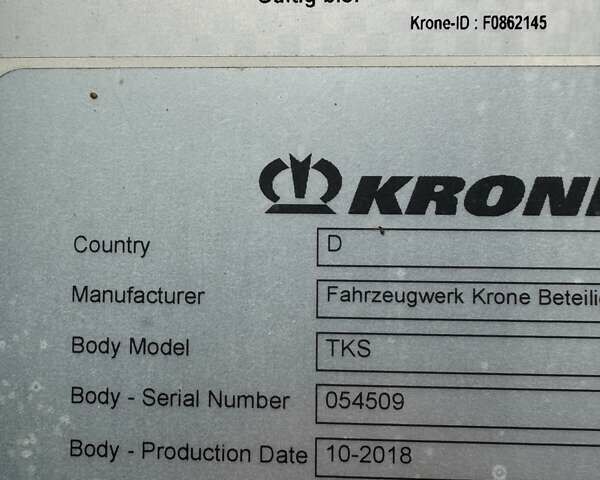 Krone-ID : F0862145
KRONE
Country D
Manufacturer Fahrzeugwerk Krone
Body Model TKS
Body - Serial Number 054509
Body - Production Date 10-2018